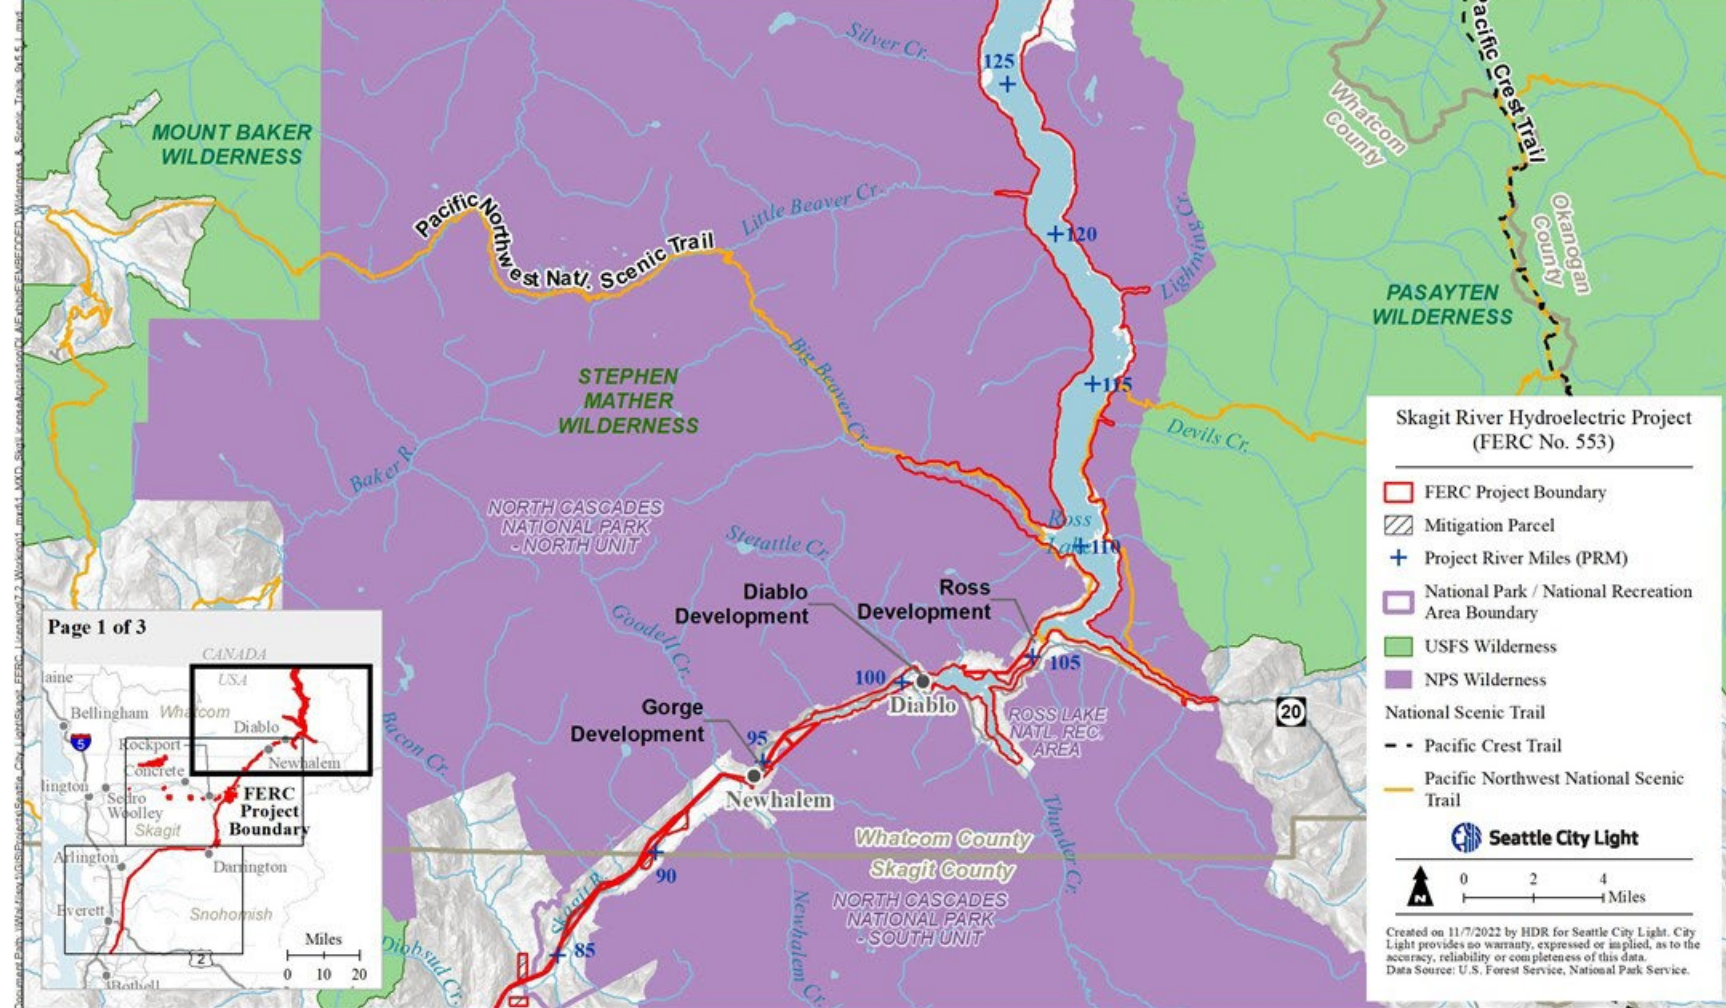 Silver Cr.
125
Pacific Crest Trail
MOUNT BAKER
WILDERNESS
Whatcom
County
Pacific Northwest Natl. Scenic Trail
Little Beaver Cr.
120
Lightning Cr.
Okanogan
County
PASAYTEN
WILDERNESS
Big Beaver Cr.
STEPHEN
MATHER
WILDERNESS
115
Devils Cr.
Baker R.
NORTH CASCADES
NATIONAL PARK
- NORTH UNIT
Stetattle Cr.
Ross
Lake
110
Diablo
Development
Ross
Development
Goodell Cr.
105
100
Diablo
Gorge
Development
95
ROSS LAKE
NATL. REC.
AREA
20
Bacon Cr.
Newhalem
Thunder Cr.
Whatcom County
Skagit County
90
Skagit R.
NORTH CASCADES
NATIONAL PARK
- SOUTH UNIT
Newhalem Cr.
85
Diobsud Cr.
Page 1 of 3
CANADA
USA
aine
Bellingham
Whatcom
Diablo
5
Rockport
Newhalem
Concrete
lington
Sedro
Woolley
FERC
Project
Boundary
Skagit
Arlington
Darrington
Everett
Snohomish
2
Miles
0 10 20
Bothell
Skagit River Hydroelectric Project
(FERC No. 553)
FERC Project Boundary
Mitigation Parcel
Project River Miles (PRM)
National Park / National Recreation
Area Boundary
USFS Wilderness
NPS Wilderness
National Scenic Trail
Pacific Crest Trail
Pacific Northwest National Scenic
Trail
Seattle City Light
N
0 2 4
Miles
Created on 11/7/2022 by HDR for Seattle City Light. City
Light provides no warranty, expressed or implied, as to the
accuracy, reliability or completeness of this data.
Data Source: U.S. Forest Service, National Park Service.